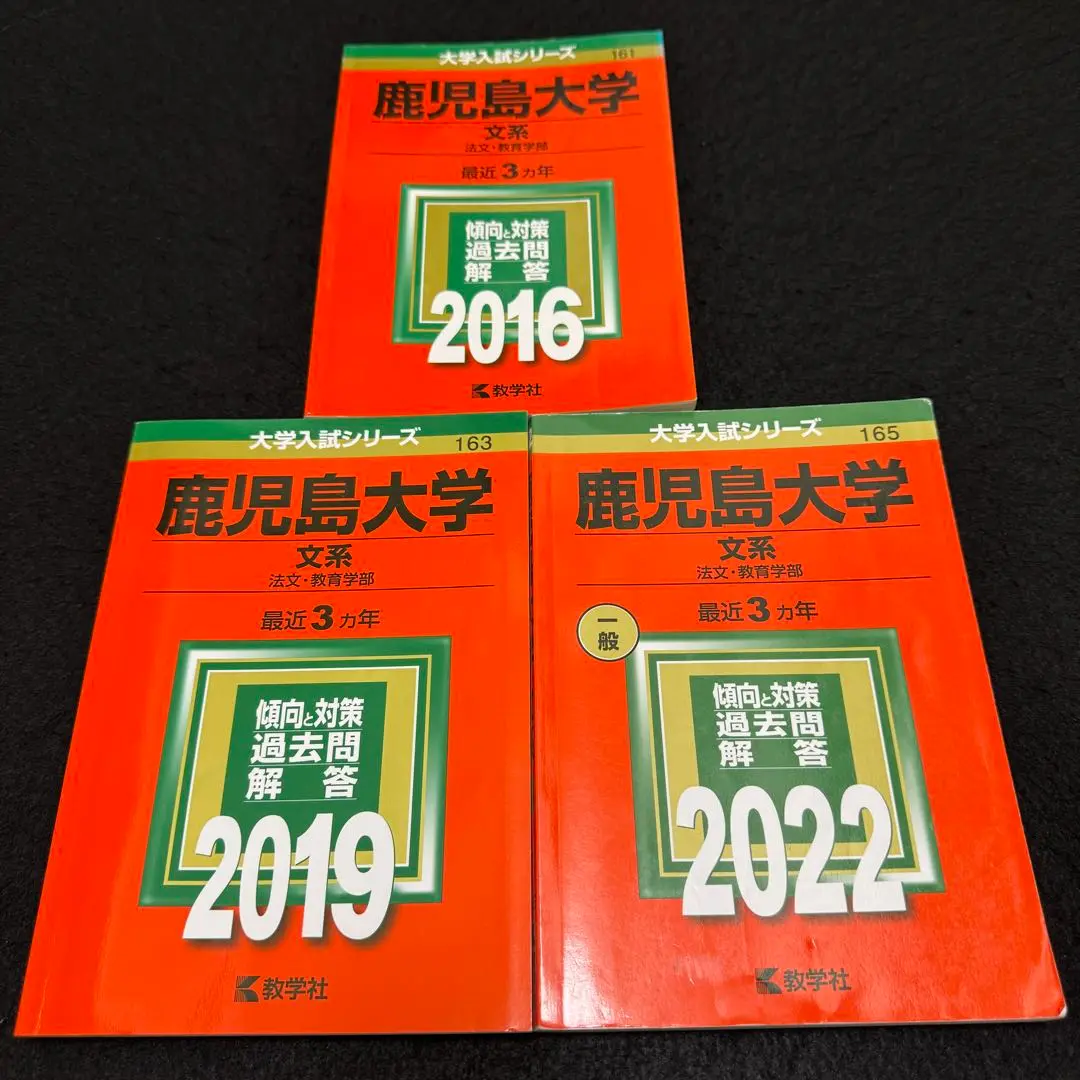 大学入試シリーズ 161
鹿児島大学
文系
法文・教育学部
最近3カ年
傾向と対策
過去問
解答
2016
教学社
大学入試シリーズ 163
鹿児島大学
文系
法文・教育学部
最近3カ年
傾向と対策
過去問
解答
2019
教学社
大学入試シリーズ 165
鹿児島大学
文系
法文・教育学部
最近3カ年
一般
傾向と対策
過去問
解答
2022
教学社